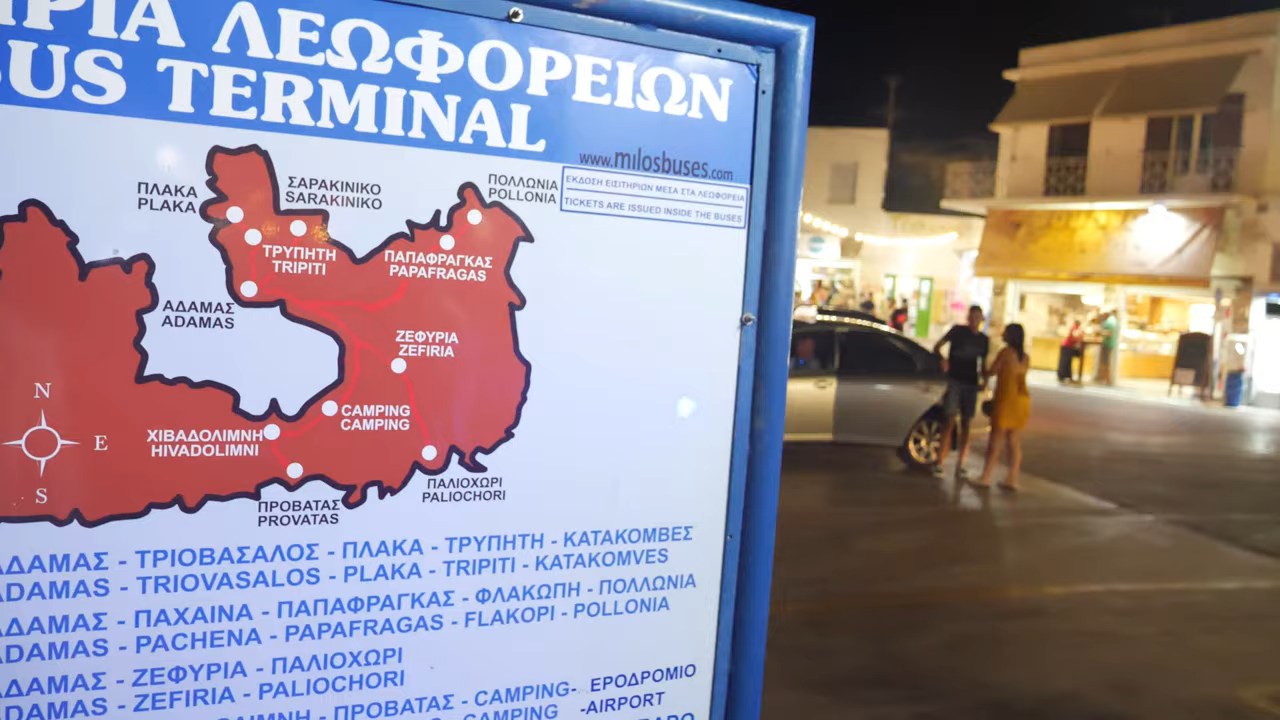 ΛΕΩΦΟΡΕΙΩΝ
BUS TERMINAL
www.milosbuses.com
ΕΚΔΟΣΗ ΕΙΣΙΤΗΡΙΩΝ ΜΕΣΑ ΣΤΑ ΛΕΩΦΟΡΕΙΑ
TICKETS ARE ISSUED INSIDE THE BUSES
ΠΛΑΚΑ
PLAKA
ΣΑΡΑΚΙΝΙΚΟ
SARAKINIKO
ΠΟΛΛΩΝΙΑ
POLLONIA
ΤΡΥΠΗΤΗ
TRIPITI
ΠΑΠΑΦΡΑΓΚΑΣ
PAPAFRAGAS
ΑΔΑΜΑΣ
ADAMAS
ΖΕΦΥΡΙΑ
ZEFIRIA
CAMPING
CAMPING
N
E
S
ΧΙΒΑΔΟΛΙΜΝΗ
HIVADOLIMNI
ΠΑΛΙΟΧΩΡΙ
PALIOCHORI
ΠΡΟΒΑΤΑΣ
PROVATAS
ΑΔΑΜΑΣ - ΤΡΙΟΒΑΣΑΛΟΣ - ΠΛΑΚΑ - ΤΡΥΠΗΤΗ - ΚΑΤΑΚΟΜΒΕΣ
ADAMAS - TRIOVASALOS - PLAKA - TRIPITI - KATAKOMVES
ΑΔΑΜΑΣ - ΠΑΧΑΙΝΑ - ΠΑΠΑΦΡΑΓΚΑΣ - ΦΛΑΚΩΠΗ - ΠΟΛΛΩΝΙΑ
ADAMAS - PACHENA - PAPAFRAGAS - FLAKOPI - POLLONIA
ΑΔΑΜΑΣ - ΖΕΦΥΡΙΑ - ΠΑΛΙΟΧΩΡΙ
ADAMAS - ZEFIRIA - PALIOCHORI
- ΠΡΟΒΑΤΑΣ - CAMPING- ΕΡΟΔΡΟΜΙΟ
- CAMPING -AIRPORT